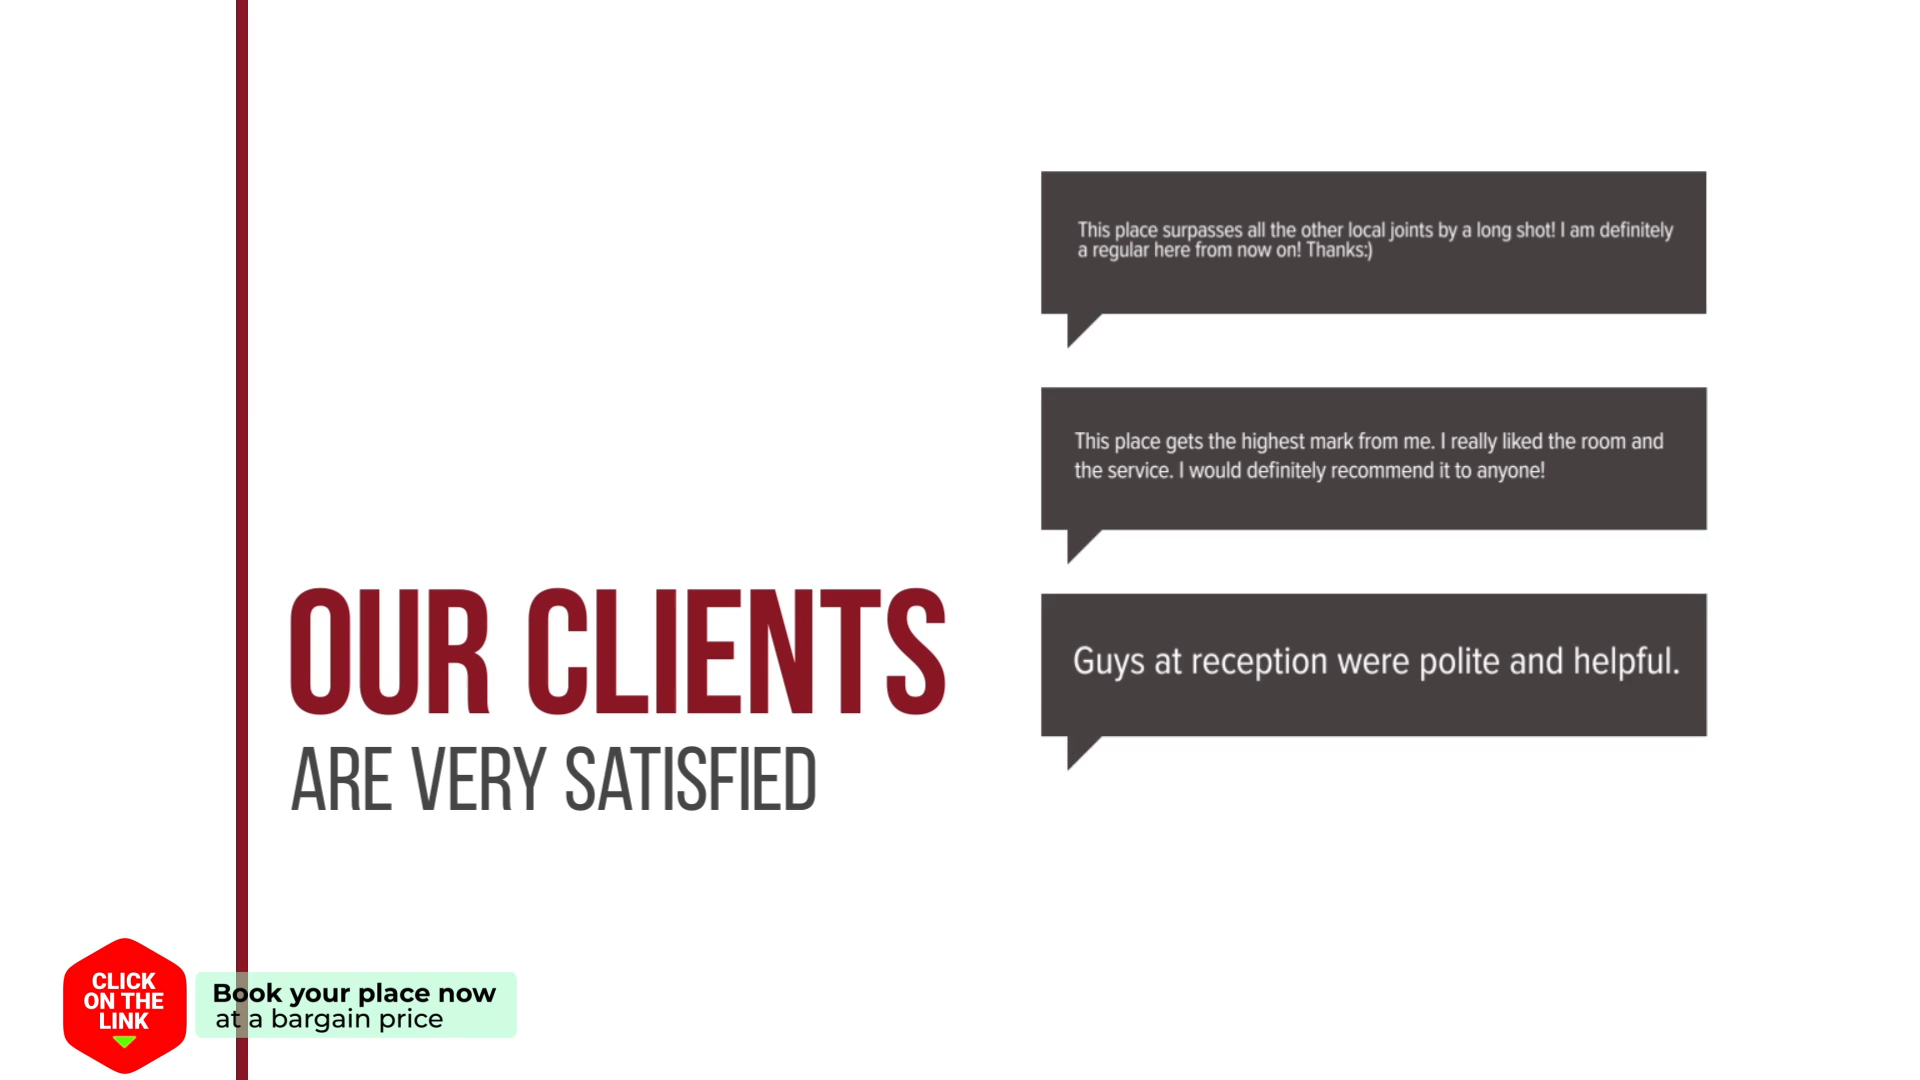 This place surpasses all the other local joints by a long shot! I am definitely
a regular here from now on! Thanks:)
This place gets the highest mark from me. I really liked the room and
the service. I would definitely recommend it to anyone!
Guys at reception were polite and helpful.
OUR CLIENTS
ARE VERY SATISFIED
CLICK
ON THE
LINK
Book your place now
at a bargain price